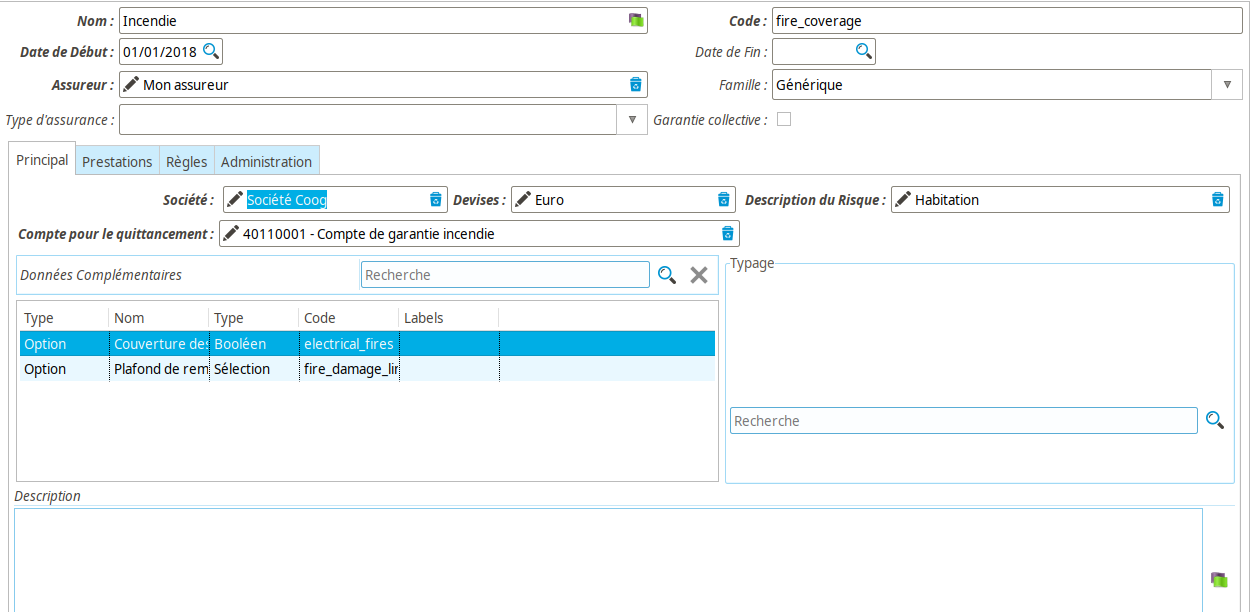 Nom : Incendie Code : fire_coverage
Date de Début : 01/01/2018 Date de Fin :
Assureur : Mon assureur Famille : Générique
Type d'assurance : Garantie collective :
Principal Prestations Règles Administration
Société : Société Coog Devises : Euro Description du Risque : Habitation
Compte pour le quittancement : 40110001 - Compte de garantie incendie
Typage
Données Complémentaires Recherche
Type Nom Type Code Labels
Option Couverture des Booléen electrical_fires
Option Plafond de rem Sélection fire_damage_lir
Recherche
Description